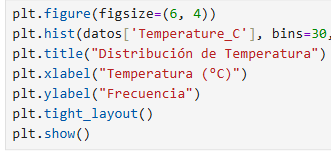 plt.figure(figsize=(6, 4))
plt.hist(datos['Temperature_C'], bins=30,
plt.title("Distribución de Temperatura")
plt.xlabel("Temperatura (ºC)")
plt.ylabel("Frecuencia")
plt.tight_layout()
plt.show()